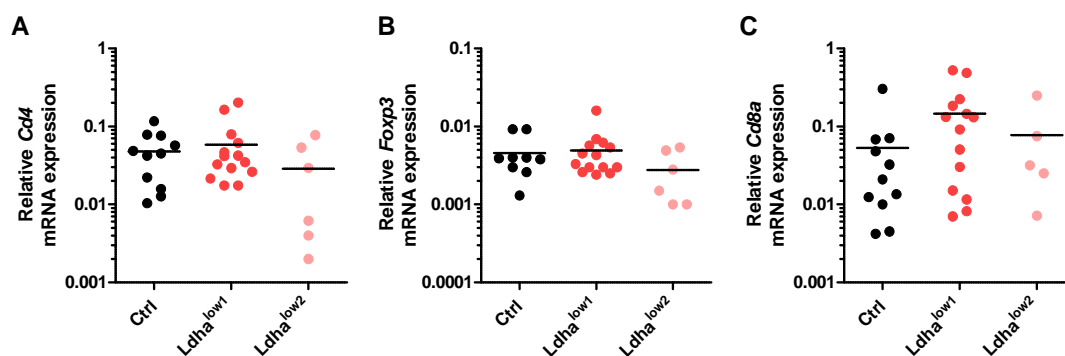 A
Relative Cd4
mRNA expression
1
0.1
0.01
0.001
Ctrl
Ldha^low1
Ldha^low2
B
Relative Foxp3
mRNA expression
0.1
0.01
0.001
0.0001
Ctrl
Ldha^low1
Ldha^low2
C
Relative Cd8a
mRNA expression
1
0.1
0.01
0.001
Ctrl
Ldha^low1
Ldha^low2